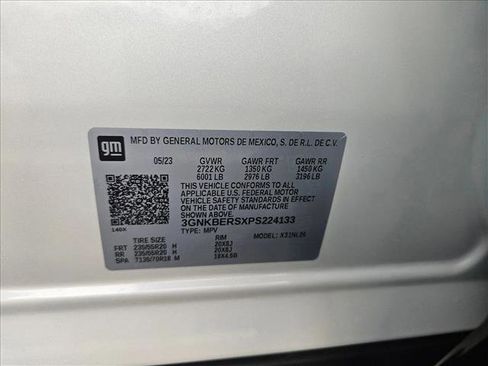 gm
MFD BY GENERAL MOTORS DE MEXICO, S. DE R.L. DE C.V.
05/23 GVWR GAWR FRT GAWR RR
2722 KG 1350 KG 1450 KG
6001 LB 2976 LB 3196 LB
THIS VEHICLE CONFORMS TO ALL
APPLICABLE U.S. FEDERAL MOTOR
VEHICLE SAFETY STANDARDS IN EFFECT
ON THE DATE OF MANUFACTURE SHOWN ABOVE.
3GNKBERSXPS224133
TYPE: MPV MODEL: X31NL26
140X
TIRE SIZE RIM
FRT 235/55R20 H 20X8J
RR 235/55R20 H 20X8J
SPA T135/70R18 M 18X4.5B